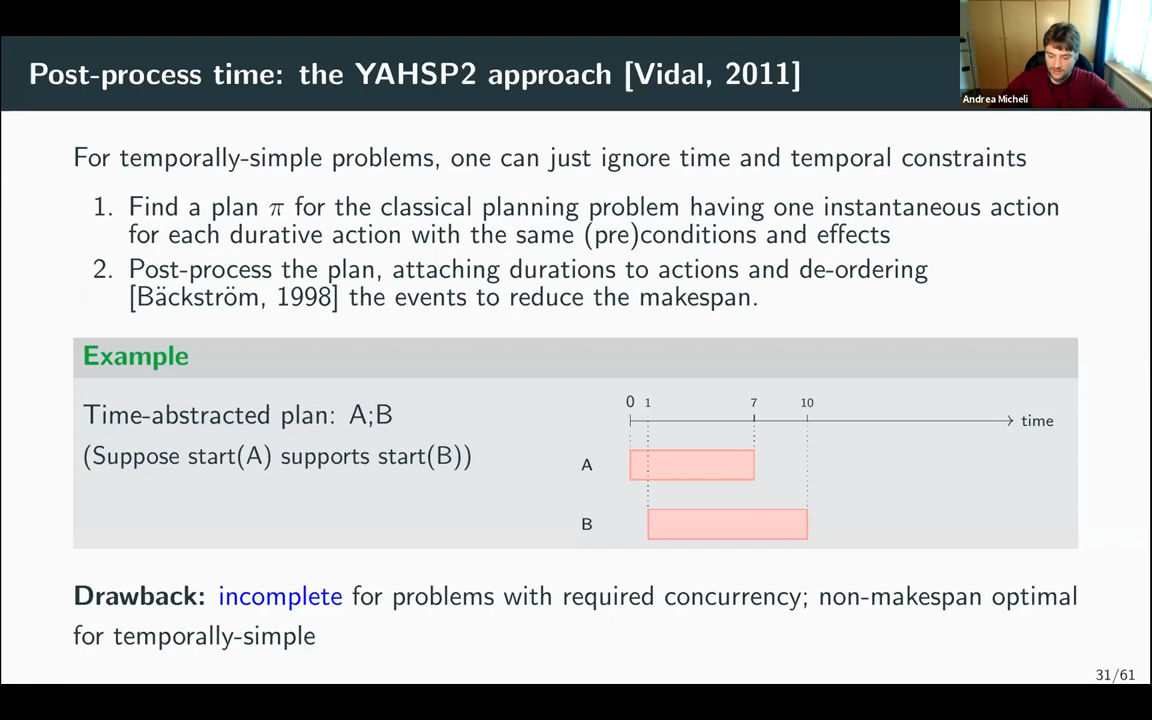 Post-process time: the YAHSP2 approach [Vidal, 2011]
Andrea Micheli
For temporally-simple problems, one can just ignore time and temporal constraints
1. Find a plan π for the classical planning problem having one instantaneous action
for each durative action with the same (pre)conditions and effects
2. Post-process the plan, attaching durations to actions and de-ordering
[Bäckström, 1998] the events to reduce the makespan.
Example
Time-abstracted plan: A;B
(Suppose start(A) supports start(B))
0 1 7 10
time
A
B
Drawback: incomplete for problems with required concurrency; non-makespan optimal
for temporally-simple
31/61